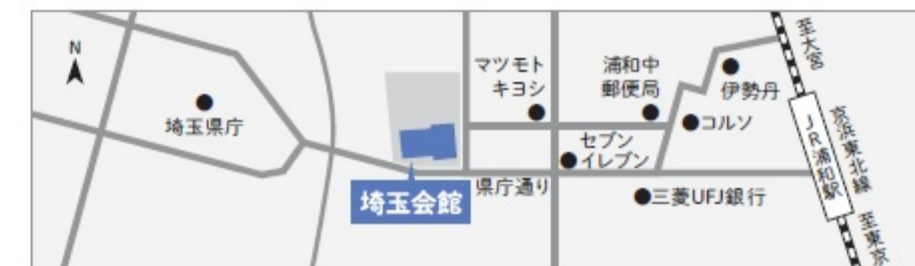 N
埼玉県庁
埼玉会館
マツモト
キヨシ
県庁通り
浦和中
郵便局
セブン
イレブン
コルソ
伊勢丹
三菱UFJ銀行
至大宮
京浜東北線
JR浦和駅
至東京